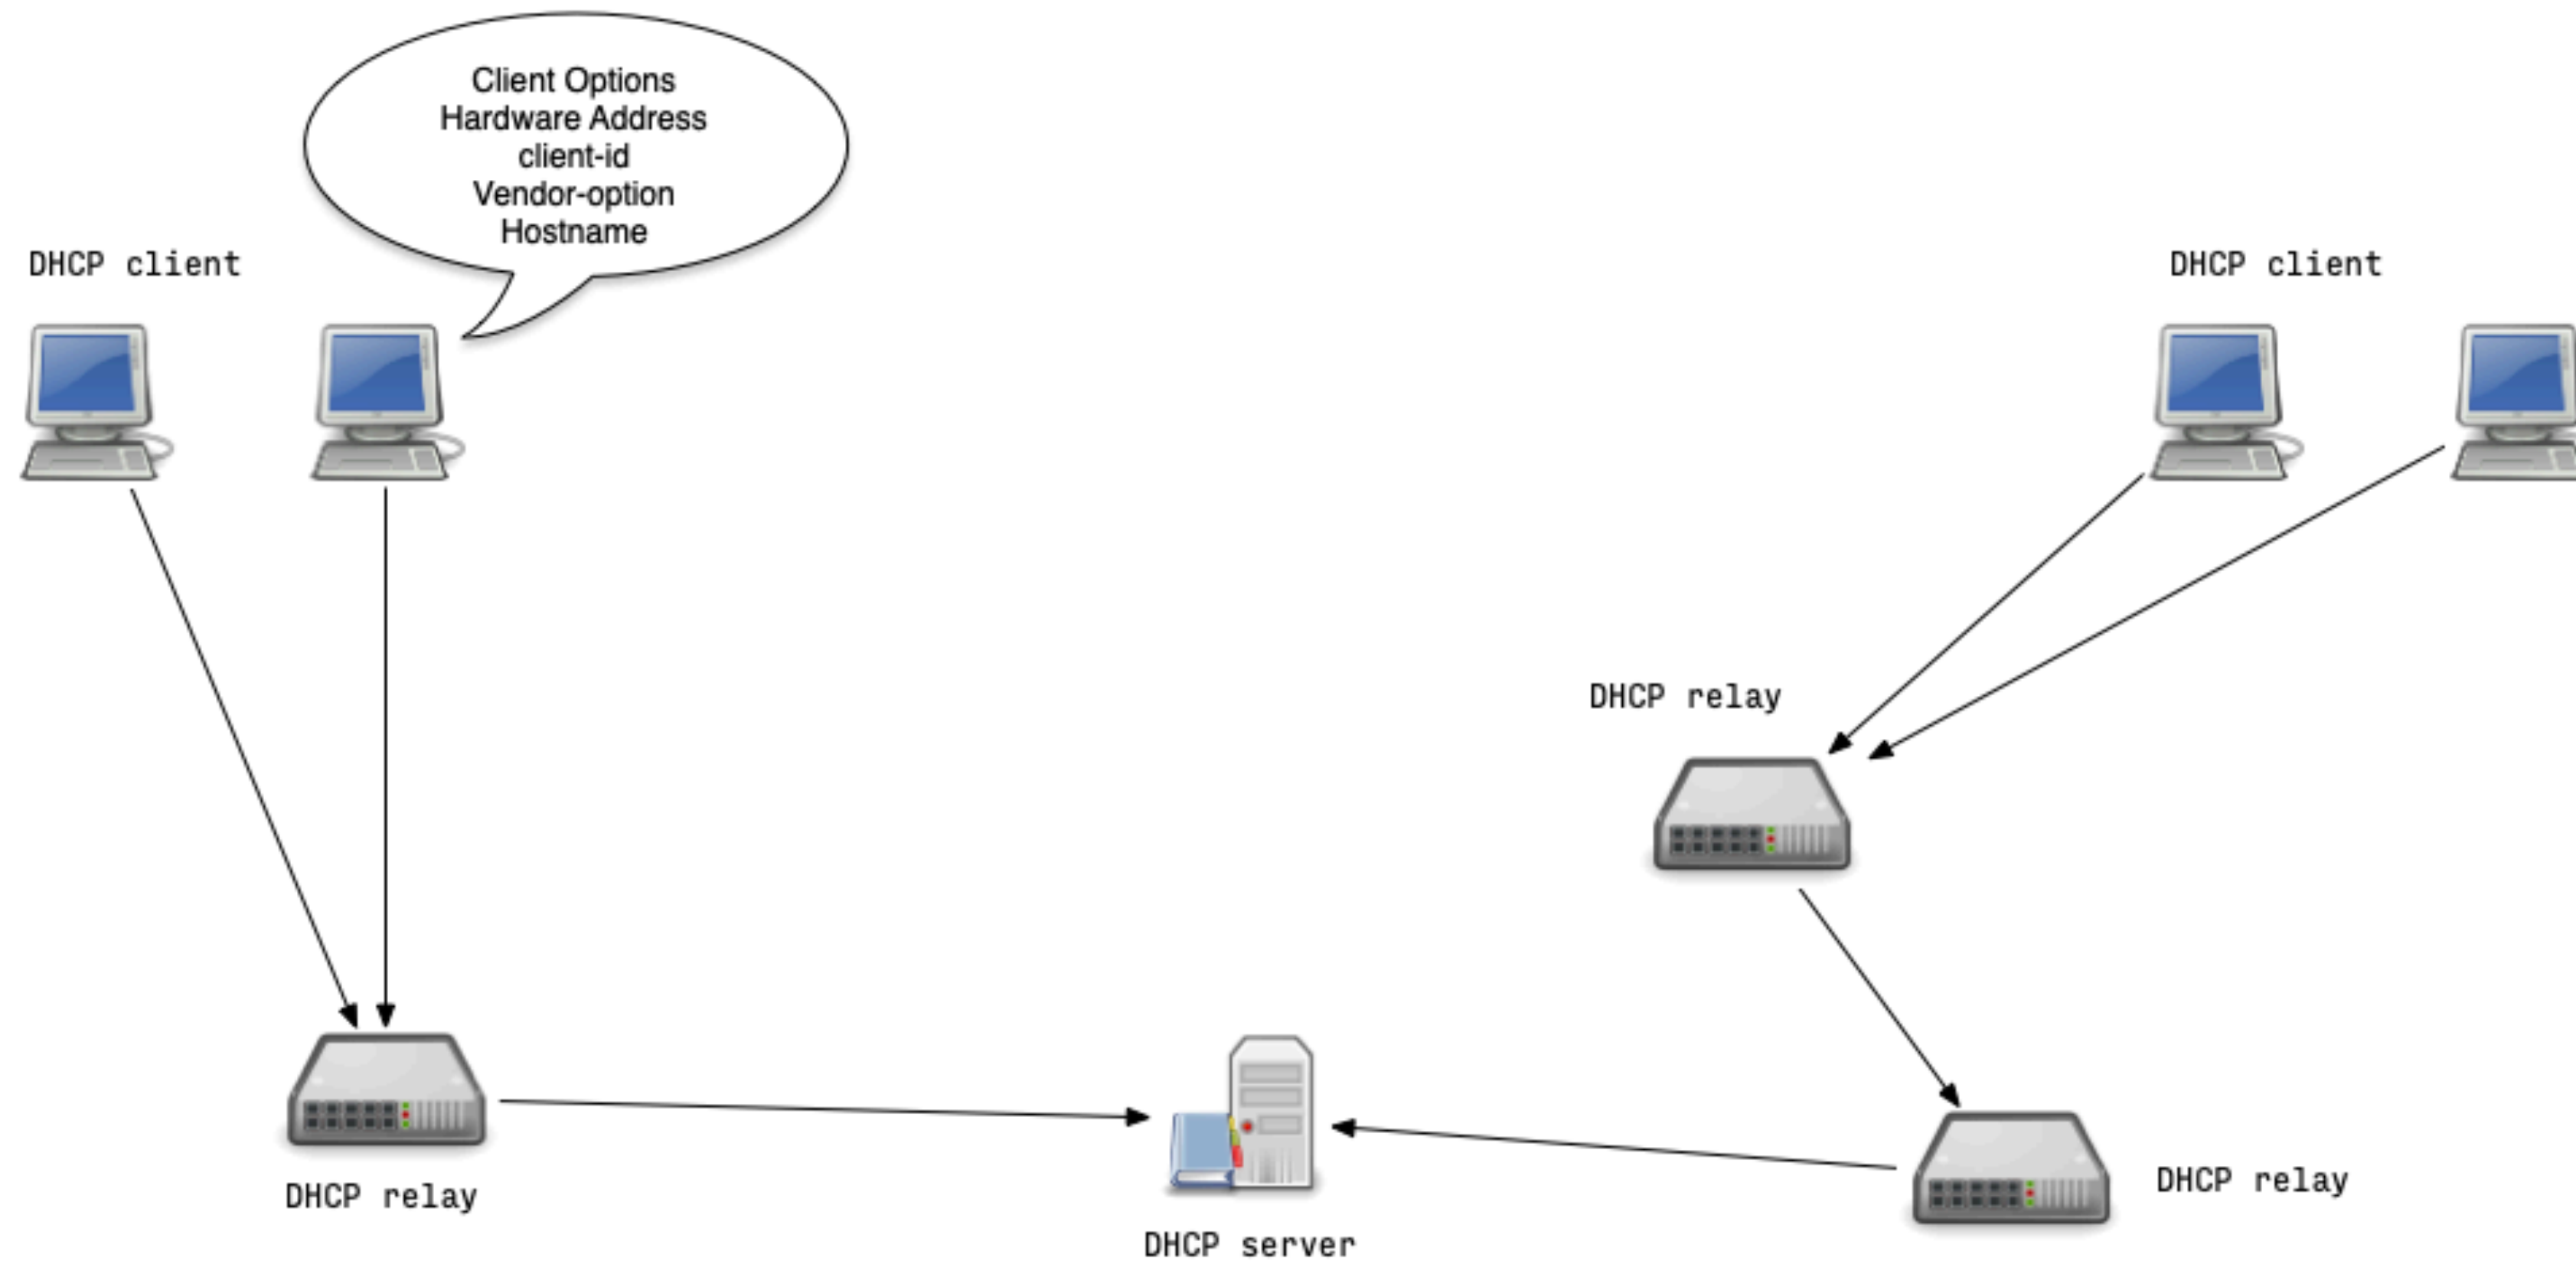 Client Options
Hardware Address
client-id
Vendor-option
Hostname
DHCP client
DHCP client
DHCP relay
DHCP relay
DHCP relay
DHCP server